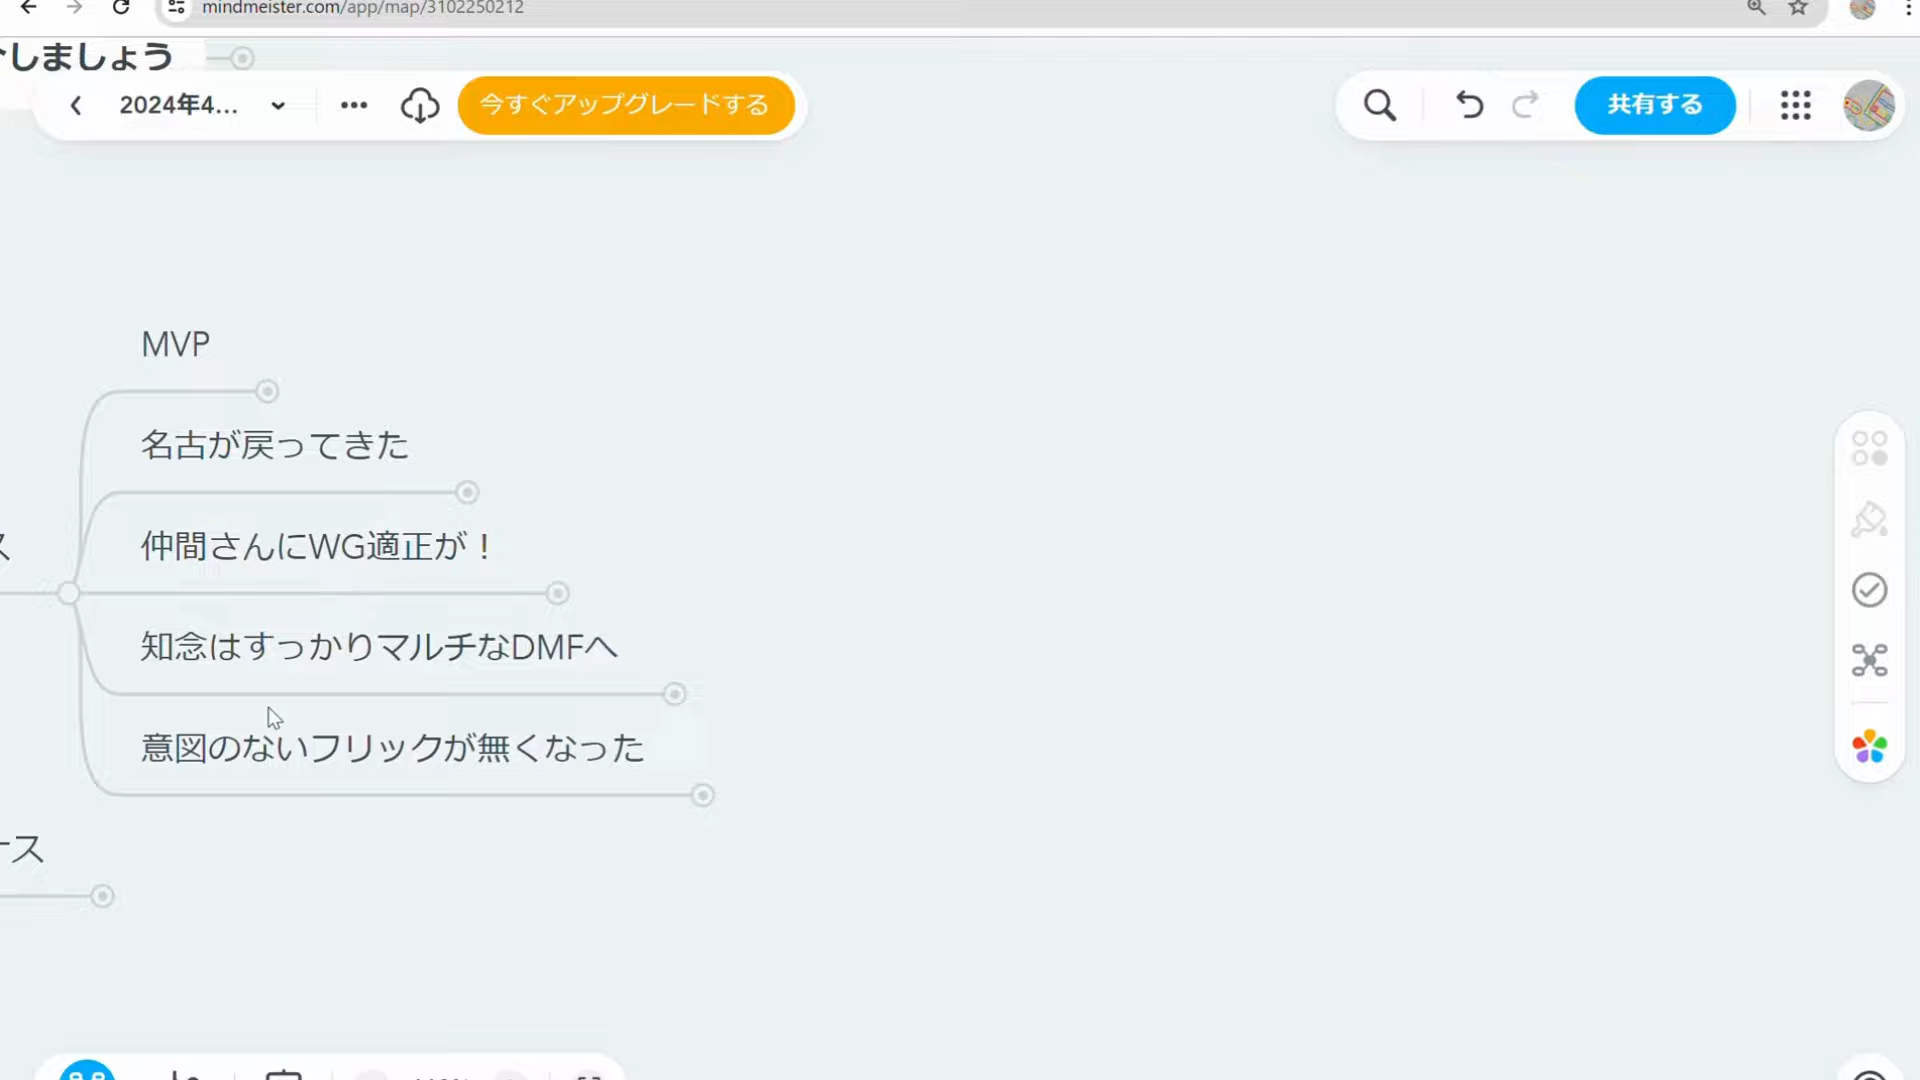 mindmeister.com/app/map/3102250212
しましょう
2024年4...
今すぐアップグレードする
共有する
MVP
名古が戻ってきた
仲間さんにWG適正が！
ス
知念はすっかりマルチなDMFへ
意図のないフリックが無くなった
ナス